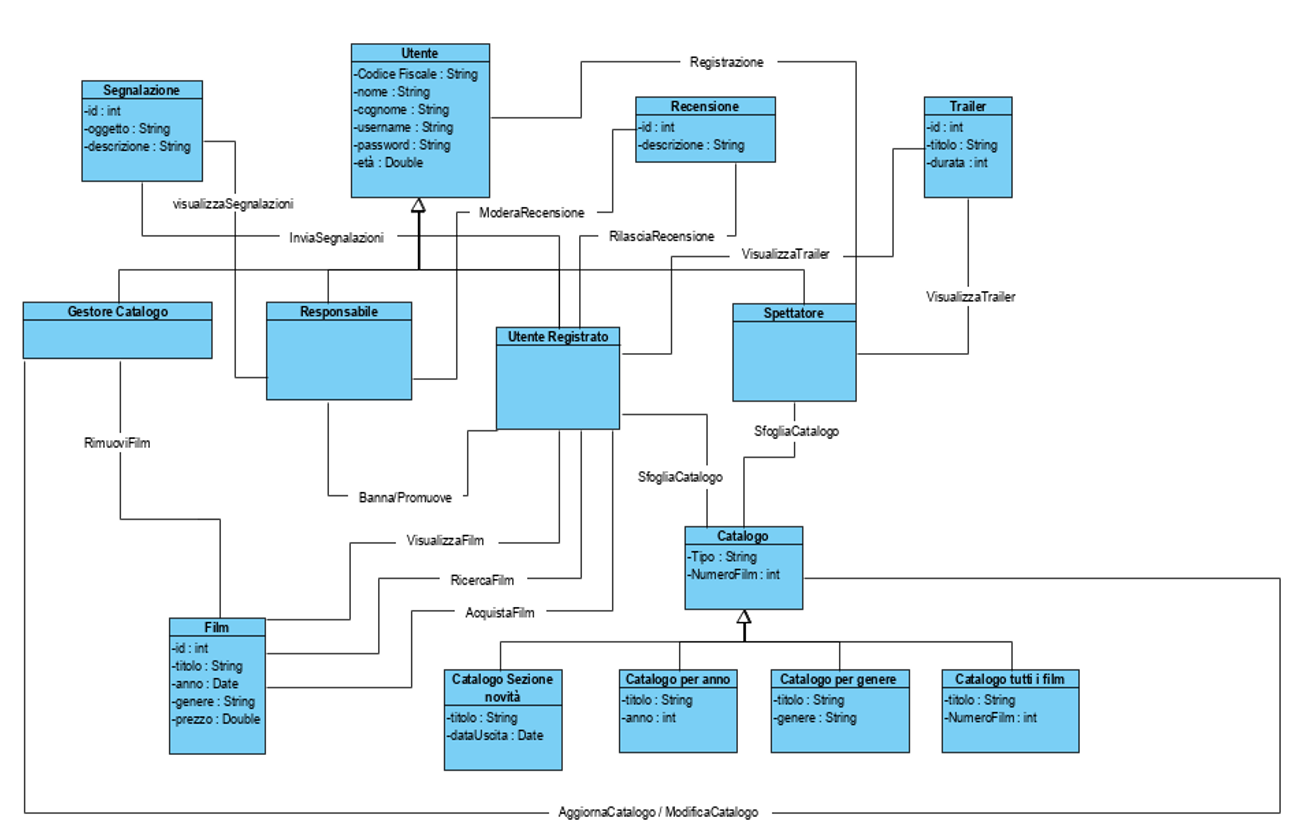 Utente
-Codice Fiscale : String
-nome : String
-cognome : String
-username : String
-password : String
-età : Double
Registrazione
Segnalazione
-id : int
-oggetto : String
-descrizione : String
Recensione
-id : int
-descrizione : String
Trailer
-id : int
-titolo : String
-durata : int
visualizzaSegnalazioni
ModeraRecensione
InviaSegnalazioni
RilasciaRecensione
VisualizzaTrailer
VisualizzaTrailer
Gestore Catalogo
Responsabile
Utente Registrato
Spettatore
RimuoviFilm
SfogliaCatalogo
SfogliaCatalogo
Banna/Promuove
VisualizzaFilm
RicercaFilm
AcquistaFilm
Catalogo
-Tipo : String
-NumeroFilm : int
Film
-id : int
-titolo : String
-anno : Date
-genere : String
-prezzo : Double
Catalogo Sezione
novità
-titolo : String
-dataUscita : Date
Catalogo per anno
-titolo : String
-anno : int
Catalogo per genere
-titolo : String
-genere : String
Catalogo tutti i film
-titolo : String
-NumeroFilm : int
AggiornaCatalogo / ModificaCatalogo